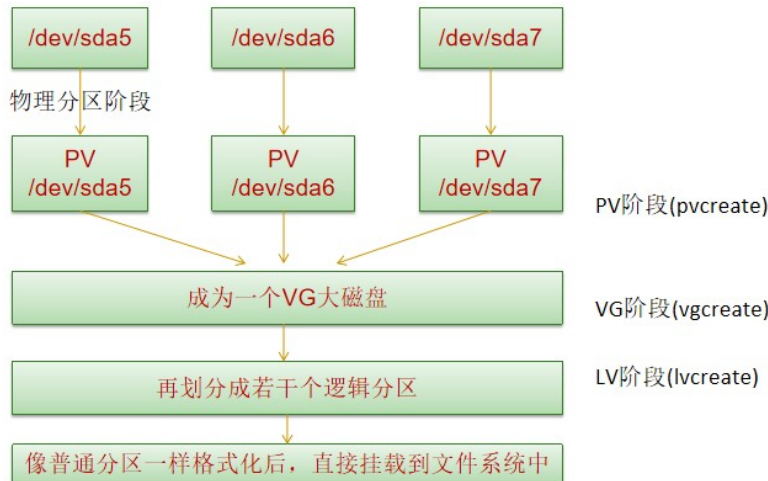 /dev/sda5
/dev/sda6
/dev/sda7
物理分区阶段
PV
/dev/sda5
PV
/dev/sda6
PV
/dev/sda7
PV阶段(pvcreate)
成为一个VG大磁盘
VG阶段(vgcreate)
再划分成若干个逻辑分区
LV阶段(lvcreate)
像普通分区一样格式化后，直接挂载到文件系统中